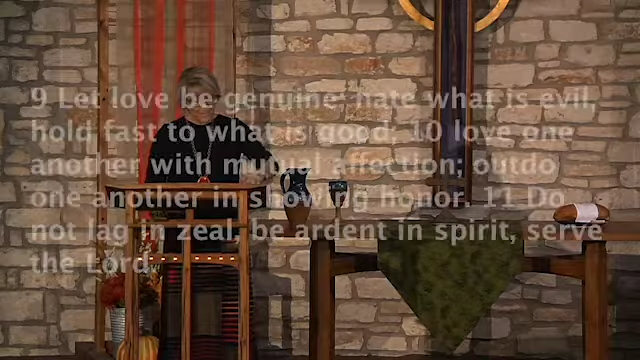 9 Let love be genuine; hate what is evil,
hold fast to what is good. 10 love one
another with mutual affection; outdo
one another in showing honor. 11 Do
not lag in zeal, be ardent in spirit, serve
the Lord.